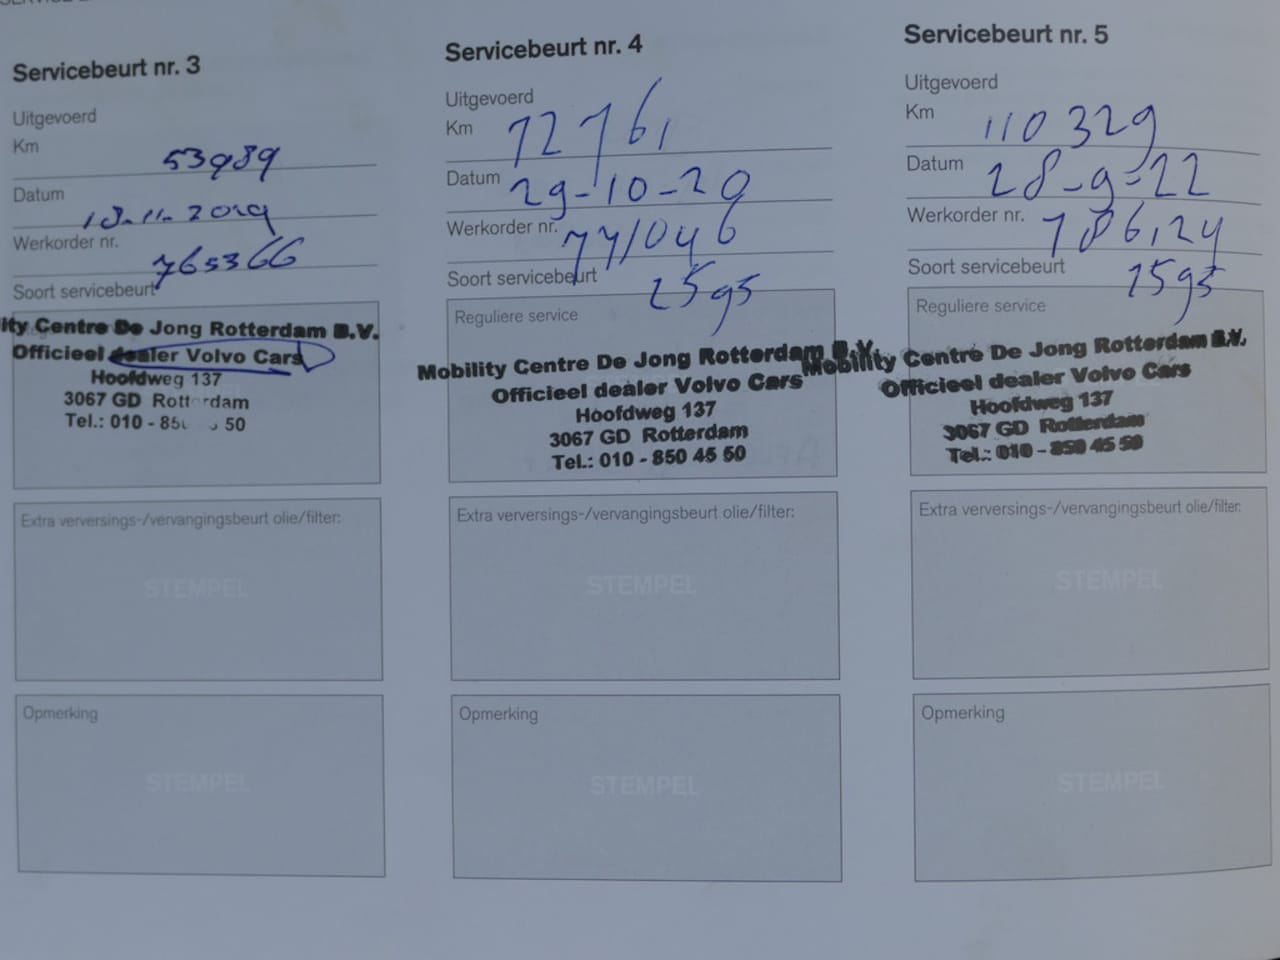 Servicebeurt nr. 3
Uitgevoerd
Km 53989
Datum 18-11-2019
Werkorder nr. 765366
Soort servicebeurt
ity Centre De Jong Rotterdam B.V.
Officieel dealer Volvo Cars
Hoofdweg 137
3067 GD Rotterdam
Tel.: 010 - 850 50
Extra verversings-/vervangingsbeurt olie/filter:
STEMPEL
Opmerking
STEMPEL
Servicebeurt nr. 4
Uitgevoerd
Km 72761
Datum 29-10-20
Werkorder nr. 771046
Soort servicebeurt
Reguliere service
Mobility Centre De Jong Rotterdam B.V.
Officieel dealer Volvo Cars
Hoofdweg 137
3067 GD Rotterdam
Tel.: 010 - 850 45 50
Extra verversings-/vervangingsbeurt olie/filter:
STEMPEL
Opmerking
STEMPEL
Servicebeurt nr. 5
Uitgevoerd
Km 110329
Datum 28-9-22
Werkorder nr. 786124
Soort servicebeurt
Reguliere service
Mobility Centre De Jong Rotterdam B.V.
Officieel dealer Volvo Cars
Hoofdweg 137
3067 GD Rotterdam
Tel.: 010 - 850 45 50
Extra verversings-/vervangingsbeurt olie/filter:
STEMPEL
Opmerking
STEMPEL